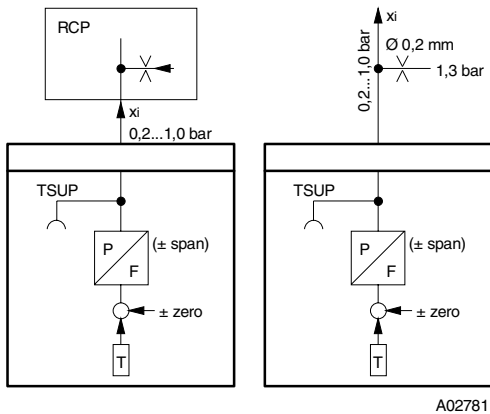 RCP
xi
0,2...1,0 bar
TSUP
P
F
(± span)
± zero
T
xi
Ø 0,2 mm
0,2...1,0 bar
1,3 bar
TSUP
P
F
(± span)
± zero
T
A02781